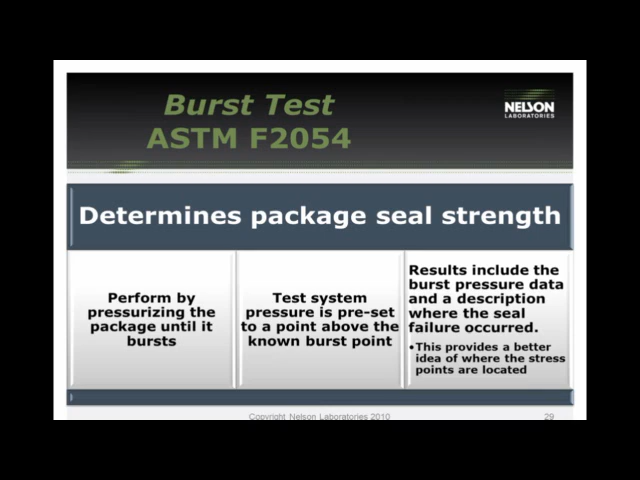 Burst Test
ASTM F2054
NELSON
LABORATORIES
Determines package seal strength
Perform by
pressurizing the
package until it
bursts
Test system
pressure is pre-set
to a point above the
known burst point
Results include the
burst pressure data
and a description
where the seal
failure occurred.
•This provides a better
idea of where the stress
points are located
Copyright Nelson Laboratories 2010
29